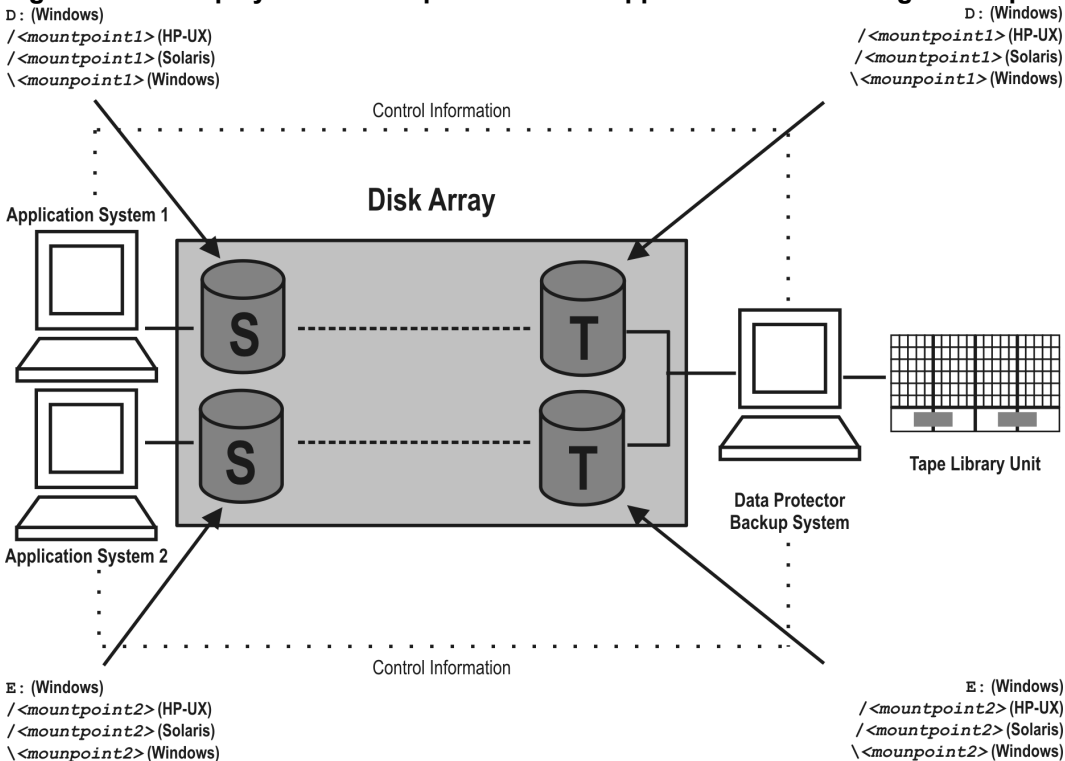 D: (Windows)
/<mountpoint1> (HP-UX)
/<mountpoint1> (Solaris)
\<mounpoint1> (Windows)
D: (Windows)
/<mountpoint1> (HP-UX)
/<mountpoint1> (Solaris)
\<mounpoint1> (Windows)
Control Information
Disk Array
Application System 1
S
T
S
T
Tape Library Unit
Data Protector
Backup System
Application System 2
Control Information
E: (Windows)
/<mountpoint2> (HP-UX)
/<mountpoint2> (Solaris)
\<mounpoint2> (Windows)
E: (Windows)
/<mountpoint2> (HP-UX)
/<mountpoint2> (Solaris)
\<mounpoint2> (Windows)